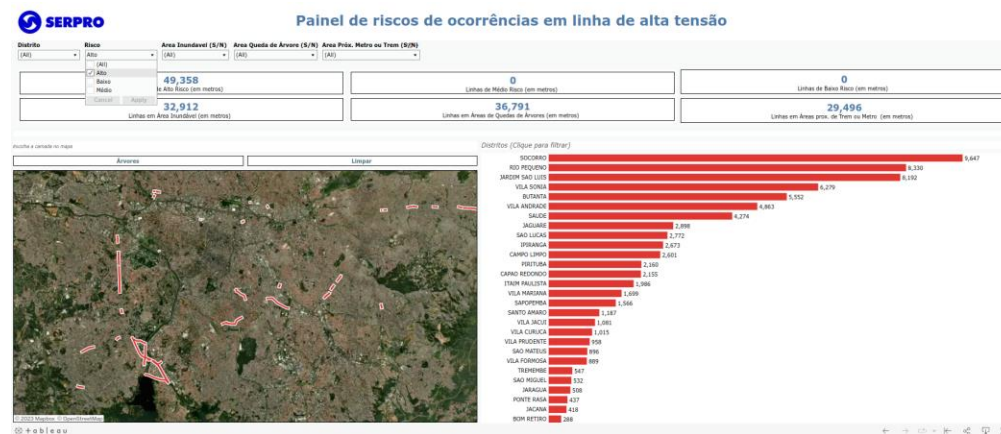 SERPRO
Painel de riscos de ocorrências em linha de alta tensão
Distrito
Risco
Area Inundavel (S/N)
Area Queda de Árvore (S/N)
Area Próx. Metro ou Trem (S/N)
(All)
Alto
(All)
(All)
(All)
(All)
Alto
Baixo
Médio
Cancel
Apply
49,358
Alto Risco (em metros)
0
Linhas de Médio Risco (em metros)
0
Linhas de Baixo Risco (em metros)
32,912
Linhas em Área Inundável (em metros)
36,791
Linhas em Áreas de Quedas de Árvores (em metros)
29,496
Linhas em Áreas prox. de Trem ou Metro (em metros)
escolha a camada no mapa
Árvores
Limpar
Distritos (Clique para filtrar)
SOCORRO 9,647
RIO PEQUENO 8,330
JARDIM SAO LUIS 8,192
VILA SONIA 6,279
BUTANTA 5,552
VILA ANDRADE 4,863
SAUDE 4,274
JAGUARE 2,898
SAO LUCAS 2,772
IPIRANGA 2,673
CAMPO LIMPO 2,601
PIRITUBA 2,160
CAPAO REDONDO 2,155
ITAIM PAULISTA 1,986
VILA MARIANA 1,699
SAPOPEMBA 1,566
SANTO AMARO 1,187
VILA JACUI 1,081
VILA CURUCA 1,015
VILA PRUDENTE 958
SAO MATEUS 896
VILA FORMOSA 889
TREMEMBE 547
SAO MIGUEL 532
JARAGUA 508
PONTE RASA 437
JACANA 418
BOM RETIRO 288
© 2023 Mapbox © OpenStreetMap
+ a b l e a u